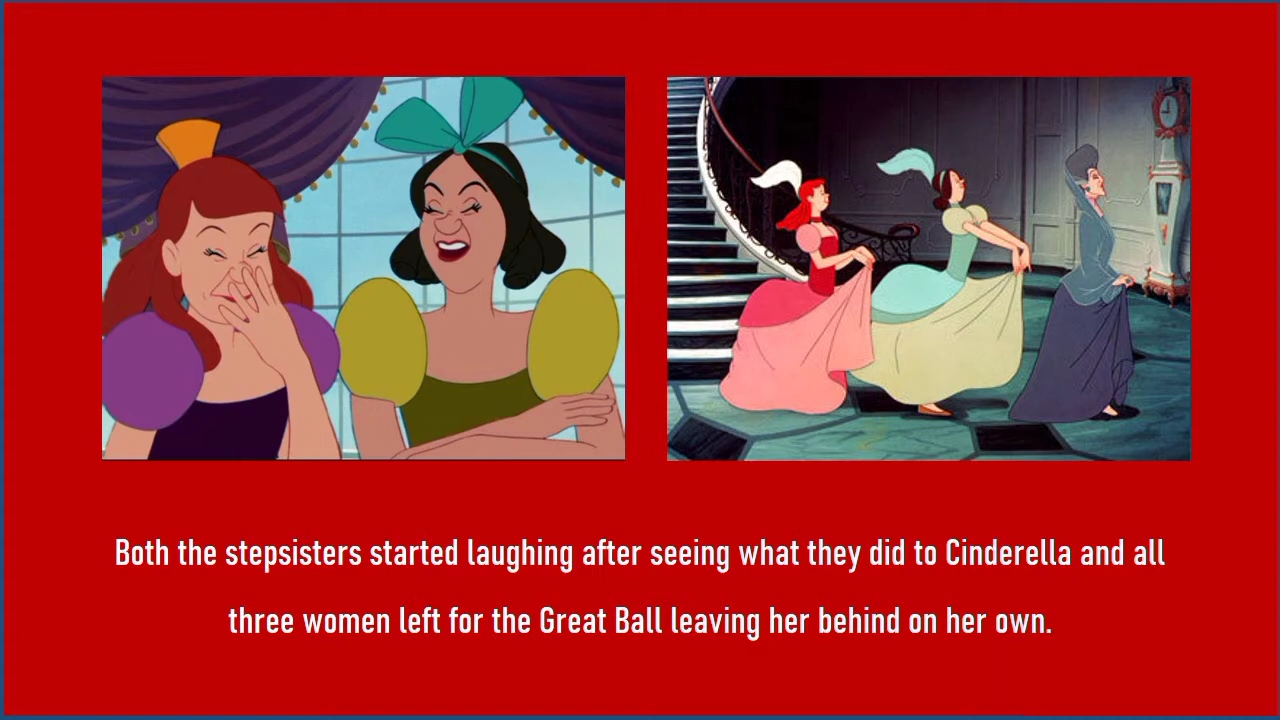 Both the stepsisters started laughing after seeing what they did to Cinderella and all
three women left for the Great Ball leaving her behind on her own.